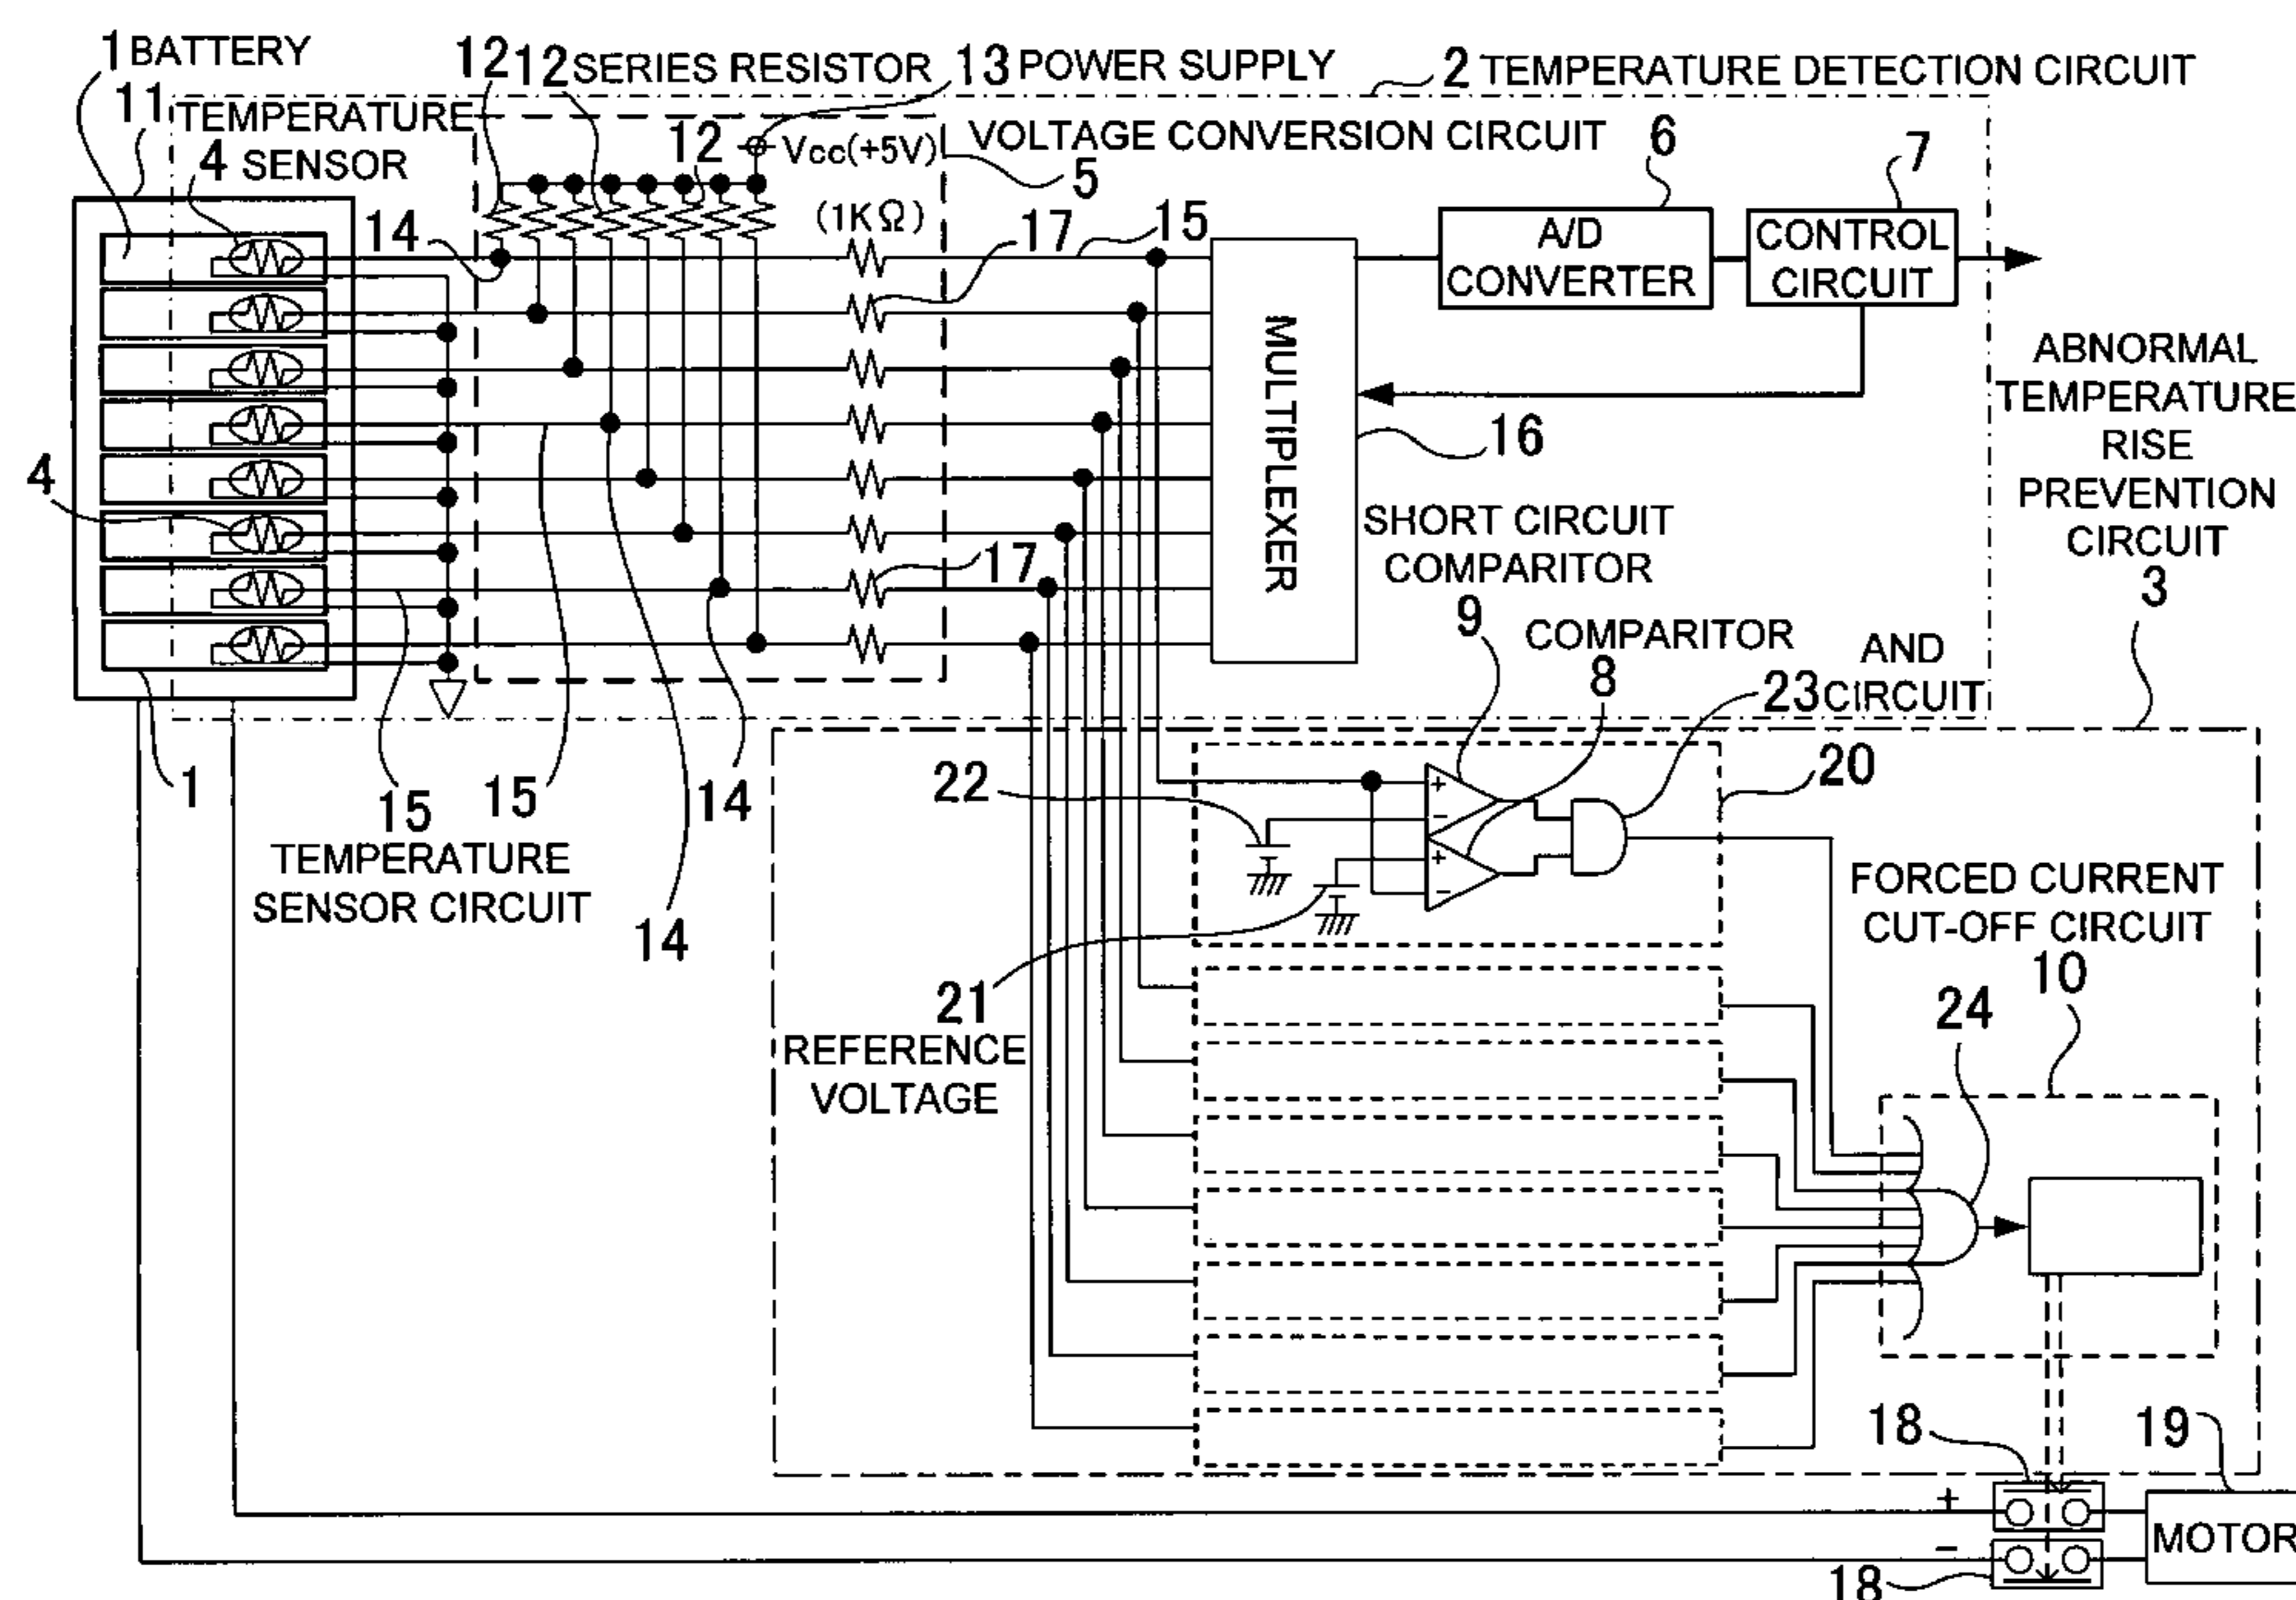 1 BATTERY
12 12 SERIES RESISTOR
13 POWER SUPPLY
2 TEMPERATURE DETECTION CIRCUIT
11 TEMPERATURE
4 SENSOR
12
Vcc(+5V)
VOLTAGE CONVERSION CIRCUIT
5
6
7
14
(1KΩ)
17
15
A/D
CONVERTER
CONTROL
CIRCUIT
MULTIPLEXER
16
ABNORMAL
TEMPERATURE
RISE
PREVENTION
CIRCUIT
3
4
17
SHORT CIRCUIT
COMPARITOR
9
COMPARITOR
8
AND
23 CIRCUIT
1
15
15
14
14
TEMPERATURE
SENSOR CIRCUIT
22
+
−
+
−
20
21
REFERENCE
VOLTAGE
FORCED CURRENT
CUT-OFF CIRCUIT
10
24
18
19
+
−
MOTOR
18